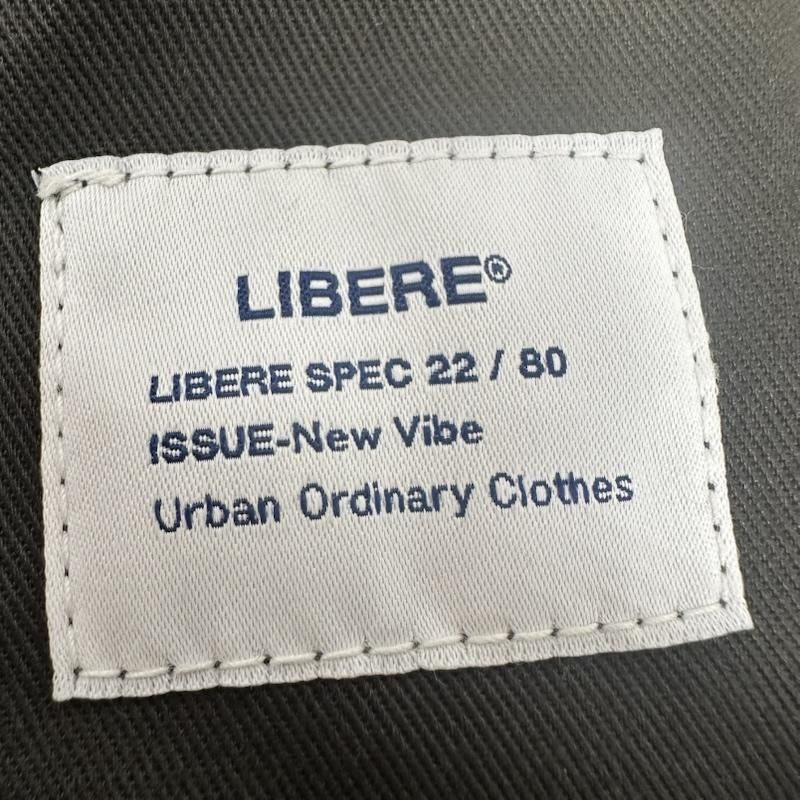 LIBERE®
LIBERE SPEC 22 / 80
ISSUE-New Vibe
Urban Ordinary Clothes